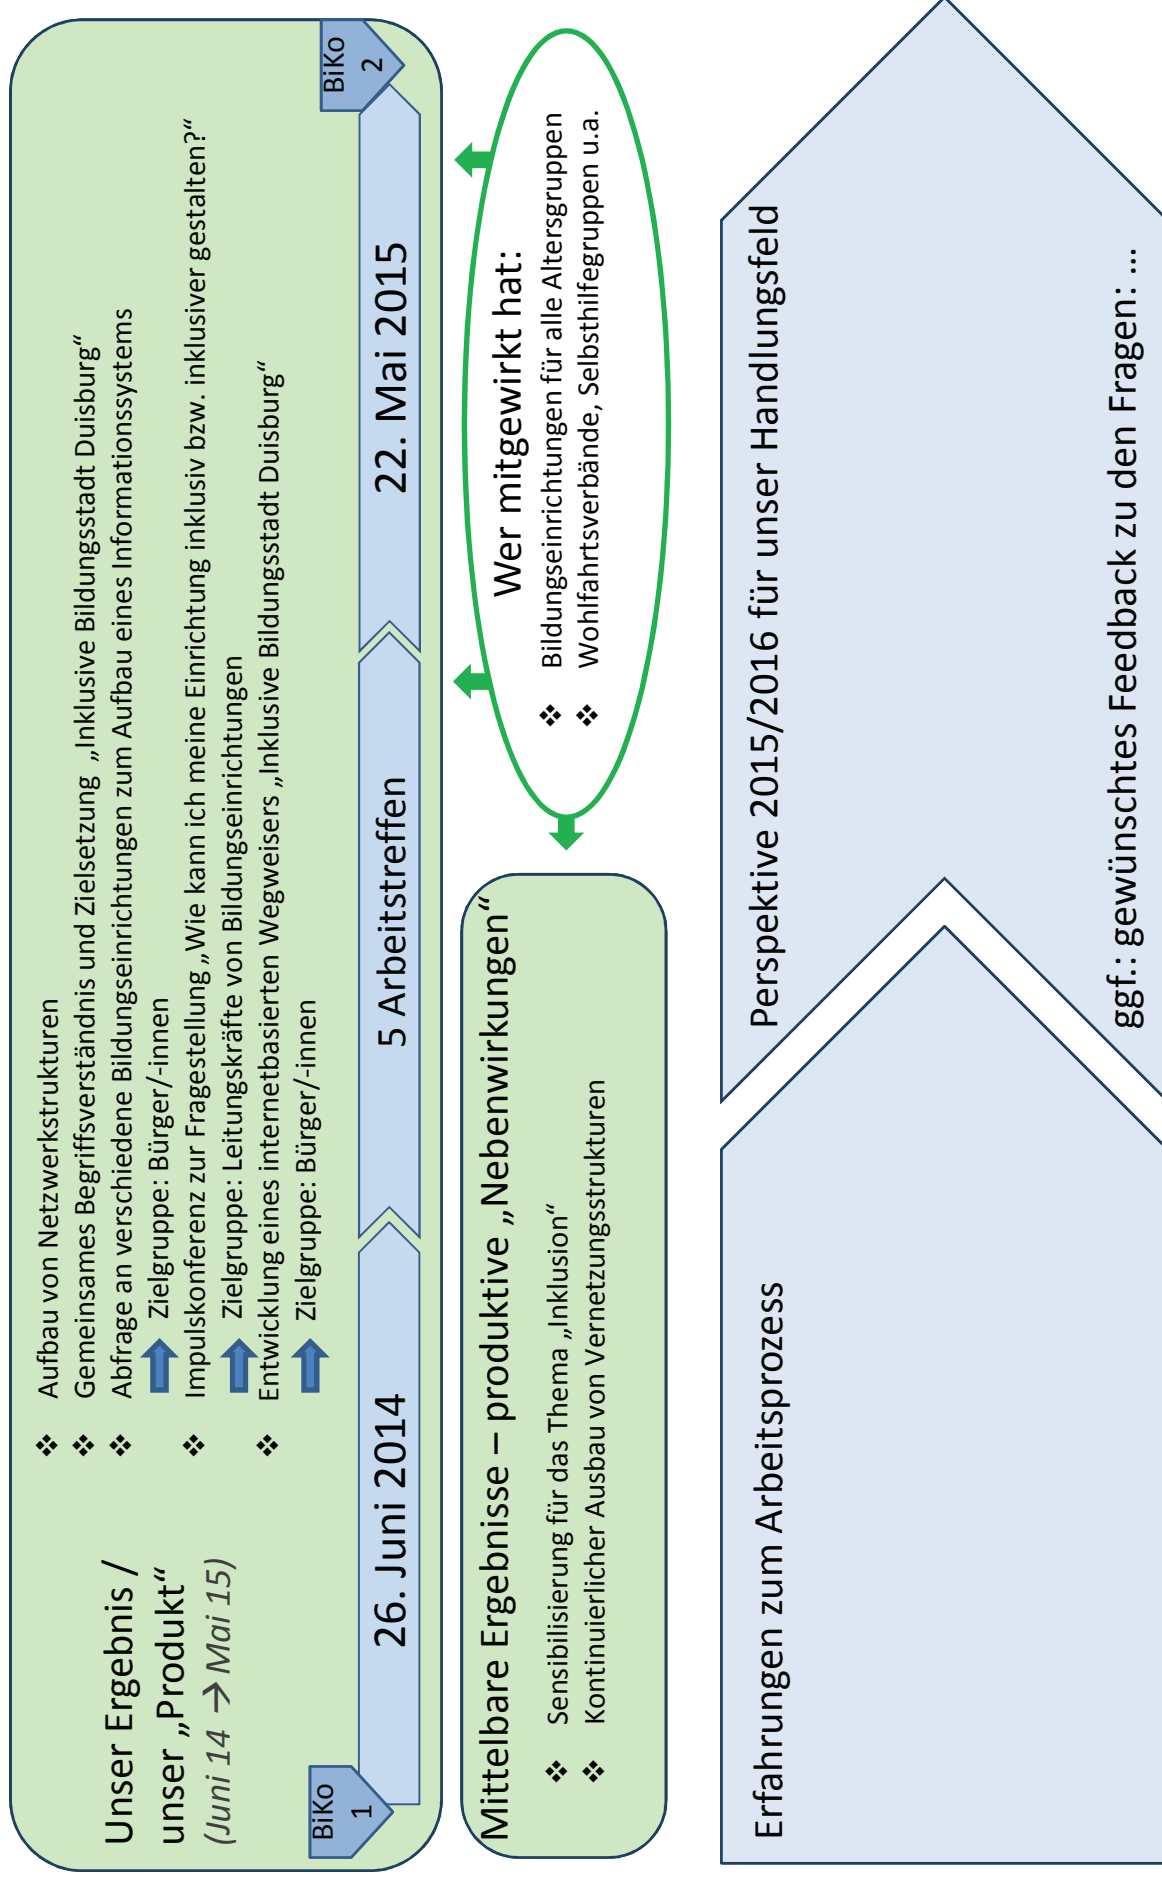 Unser Ergebnis /
unser „Produkt“
(Juni 14 → Mai 15)
❖ Aufbau von Netzwerkstrukturen
❖ Gemeinsames Begriffsverständnis und Zielsetzung „Inklusive Bildungsstadt Duisburg“
❖ Abfrage an verschiedene Bildungseinrichtungen zum Aufbau eines Informationssystems
Zielgruppe: Bürger/-innen
❖ Impulskonferenz zur Fragestellung „Wie kann ich meine Einrichtung inklusiv bzw. inklusiver gestalten?“
Zielgruppe: Leitungskräfte von Bildungseinrichtungen
❖ Entwicklung eines internetbasierten Wegweisers „Inklusive Bildungsstadt Duisburg“
Zielgruppe: Bürger/-innen
BiKo
1
26. Juni 2014
5 Arbeitstreffen
22. Mai 2015
BiKo
2
Mittelbare Ergebnisse – produktive „Nebenwirkungen“
❖ Sensibilisierung für das Thema „Inklusion“
❖ Kontinuierlicher Ausbau von Vernetzungsstrukturen
Wer mitgewirkt hat:
❖ Bildungseinrichtungen für alle Altersgruppen
❖ Wohlfahrtsverbände, Selbsthilfegruppen u.a.
Erfahrungen zum Arbeitsprozess
Perspektive 2015/2016 für unser Handlungsfeld
ggf.: gewünschtes Feedback zu den Fragen: ...